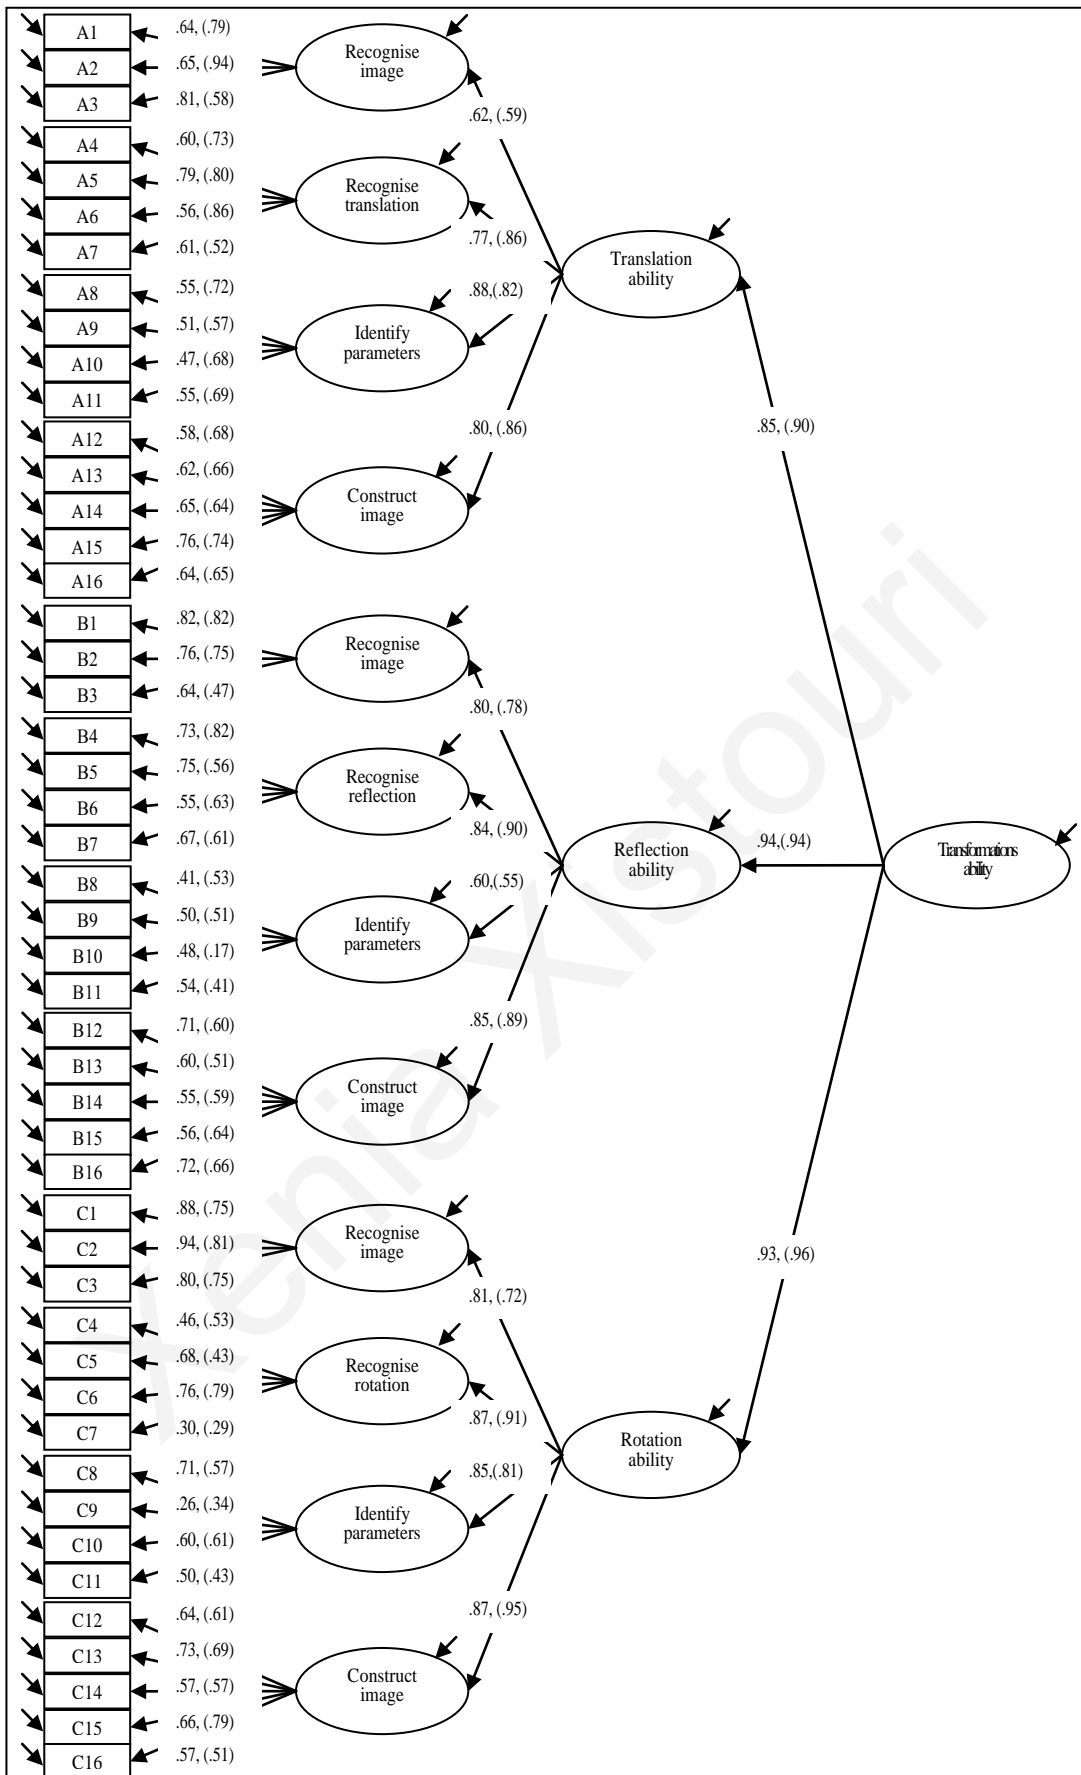 A1 .64, (.79)
A2 .65, (.94)
A3 .81, (.58)
Recognise
image
.62, (.59)
A4 .60, (.73)
A5 .79, (.80)
A6 .56, (.86)
A7 .61, (.52)
Recognise
translation
.77, (.86)
Translation
ability
A8 .55, (.72)
A9 .51, (.57)
A10 .47, (.68)
A11 .55, (.69)
Identify
parameters
.88,(.82)
A12 .58, (.68)
A13 .62, (.66)
A14 .65, (.64)
A15 .76, (.74)
A16 .64, (.65)
Construct
image
.80, (.86)
.85, (.90)
B1 .82, (.82)
B2 .76, (.75)
B3 .64, (.47)
Recognise
image
.80, (.78)
B4 .73, (.82)
B5 .75, (.56)
B6 .55, (.63)
B7 .67, (.61)
Recognise
reflection
.84, (.90)
Reflection
ability
.94,(.94)
Transformations
ability
B8 .41, (.53)
B9 .50, (.51)
B10 .48, (.17)
B11 .54, (.41)
Identify
parameters
.60,(.55)
B12 .71, (.60)
B13 .60, (.51)
B14 .55, (.59)
B15 .56, (.64)
B16 .72, (.66)
Construct
image
.85, (.89)
C1 .88, (.75)
C2 .94, (.81)
C3 .80, (.75)
Recognise
image
.81, (.72)
.93, (.96)
C4 .46, (.53)
C5 .68, (.43)
C6 .76, (.79)
C7 .30, (.29)
Recognise
rotation
.87, (.91)
Rotation
ability
C8 .71, (.57)
C9 .26, (.34)
C10 .60, (.61)
C11 .50, (.43)
Identify
parameters
.85,(.81)
C12 .64, (.61)
C13 .73, (.69)
C14 .57, (.57)
C15 .66, (.79)
C16 .57, (.51)
Construct
image
.87, (.95)
Xenia Xistouri